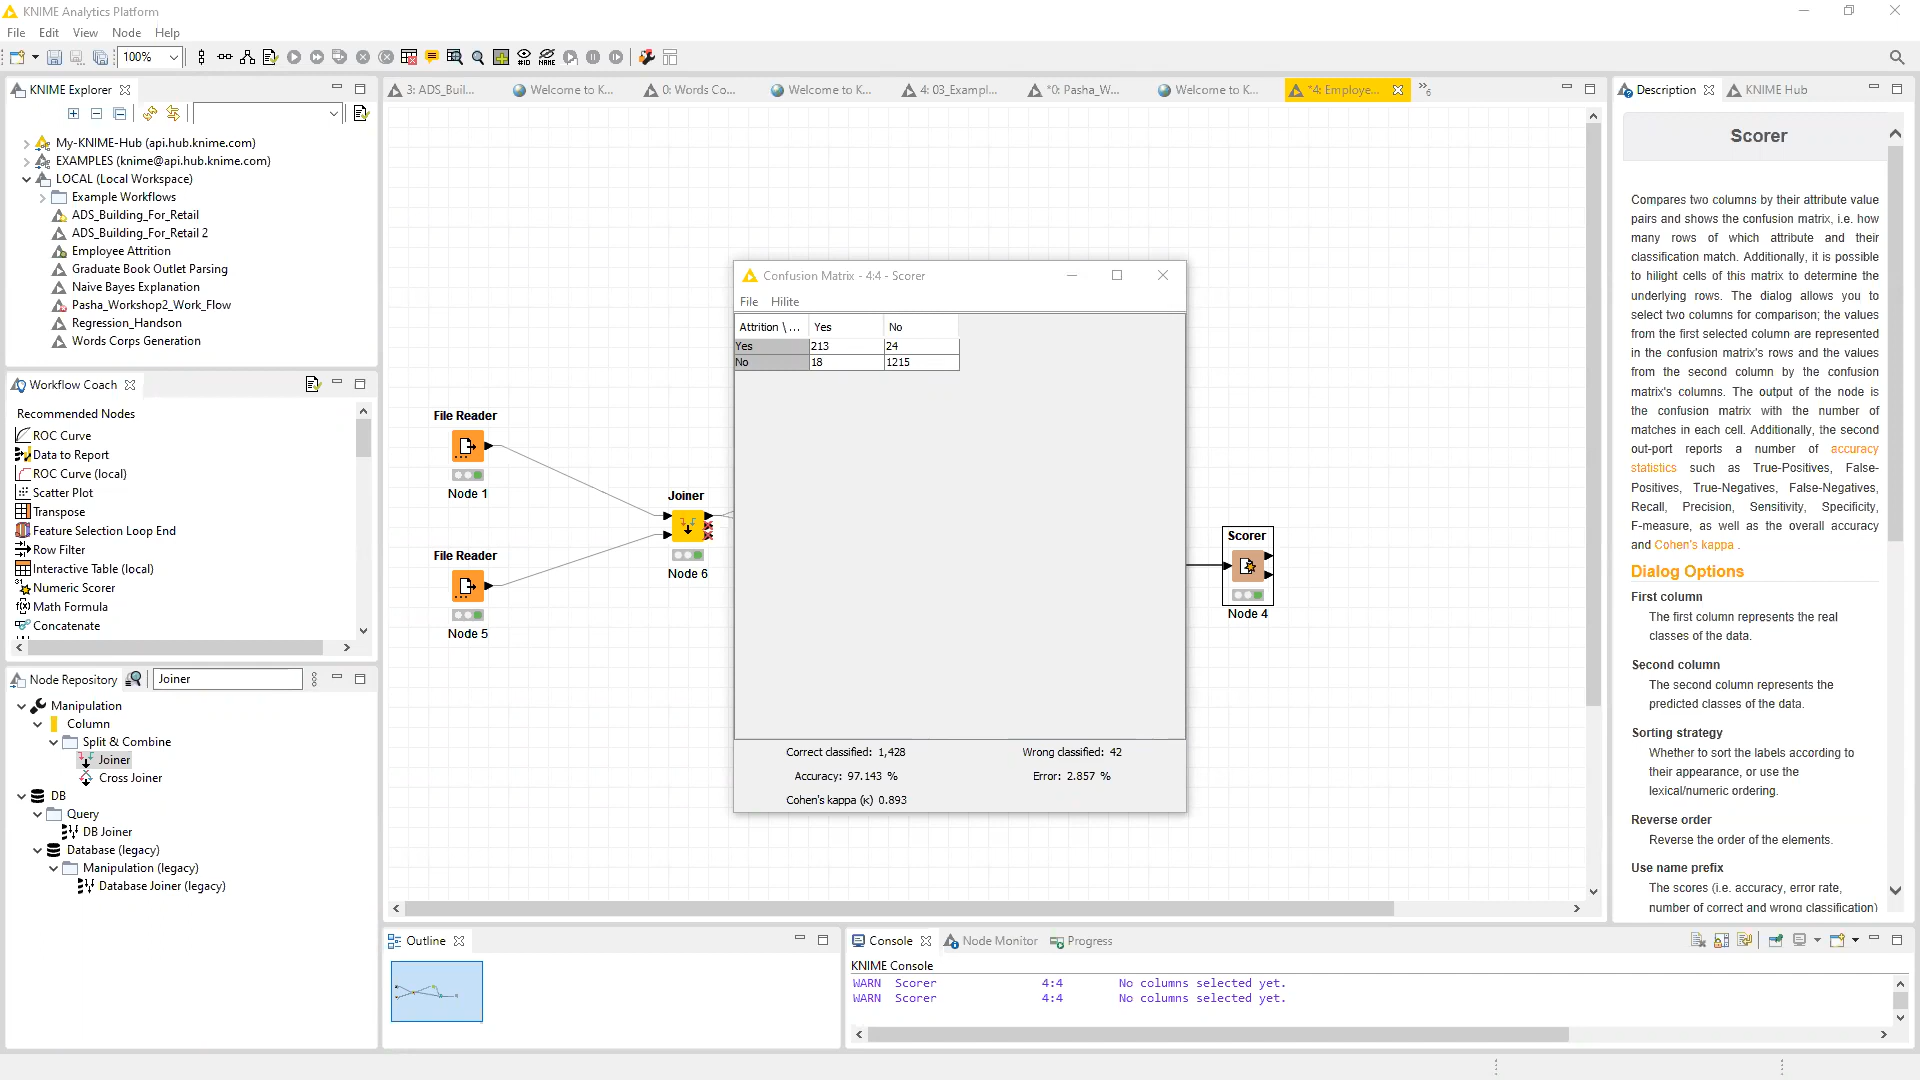 KNIME Analytics Platform
File Edit View Node Help
100%
KNIME Explorer
My-KNIME-Hub (api.hub.knime.com)
EXAMPLES (knime@api.hub.knime.com)
LOCAL (Local Workspace)
Example Workflows
ADS_Building_For_Retail
ADS_Building_For_Retail 2
Employee Attrition
Graduate Book Outlet Parsing
Naive Bayes Explanation
Pasha_Workshop2_Work_Flow
Regression_Handson
Words Corps Generation
Workflow Coach
Recommended Nodes
ROC Curve
Data to Report
ROC Curve (local)
Scatter Plot
Transpose
Feature Selection Loop End
Row Filter
Interactive Table (local)
Numeric Scorer
Math Formula
Concatenate
Node Repository
Joiner
Manipulation
Column
Split & Combine
Joiner
Cross Joiner
DB
Query
DB Joiner
Database (legacy)
Manipulation (legacy)
Database Joiner (legacy)
3: ADS_Buil...
Welcome to K...
0: Words Co...
Welcome to K...
4: 03_Exampl...
*0: Pasha_W...
Welcome to K...
*4: Employe...
»6
File Reader
Node 1
File Reader
Node 5
Joiner
Node 6
Scorer
Node 4
Confusion Matrix - 4:4 - Scorer
File Hilite
Attrition \ ... Yes No
Yes 213 24
No 18 1215
Correct classified: 1,428 Wrong classified: 42
Accuracy: 97.143 % Error: 2.857 %
Cohen's kappa (κ) 0.893
Outline
Console Node Monitor Progress
KNIME Console
WARN Scorer 4:4 No columns selected yet.
WARN Scorer 4:4 No columns selected yet.
Description KNIME Hub
Scorer
Compares two columns by their attribute value
pairs and shows the confusion matrix, i.e. how
many rows of which attribute and their
classification match. Additionally, it is possible
to hilight cells of this matrix to determine the
underlying rows. The dialog allows you to
select two columns for comparison; the values
from the first selected column are represented
in the confusion matrix's rows and the values
from the second column by the confusion
matrix's columns. The output of the node is
the confusion matrix with the number of
matches in each cell. Additionally, the second
out-port reports a number of accuracy
statistics such as True-Positives, False-
Positives, True-Negatives, False-Negatives,
Recall, Precision, Sensitivity, Specificity,
F-measure, as well as the overall accuracy
and Cohen's kappa .
Dialog Options
First column
The first column represents the real
classes of the data.
Second column
The second column represents the
predicted classes of the data.
Sorting strategy
Whether to sort the labels according to
their appearance, or use the
lexical/numeric ordering.
Reverse order
Reverse the order of the elements.
Use name prefix
The scores (i.e. accuracy, error rate,
number of correct and wrong classification)